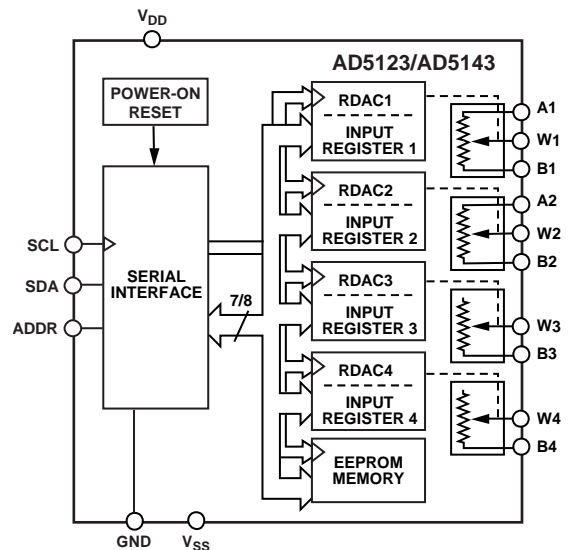 VDD
AD5123/AD5143
POWER-ON
RESET
RDAC1
INPUT
REGISTER 1
A1
W1
B1
RDAC2
INPUT
REGISTER 2
A2
W2
B2
SCL
SDA
ADDR
SERIAL
INTERFACE
7/8
RDAC3
INPUT
REGISTER 3
W3
B3
RDAC4
INPUT
REGISTER 4
W4
B4
EEPROM
MEMORY
GND
VSS